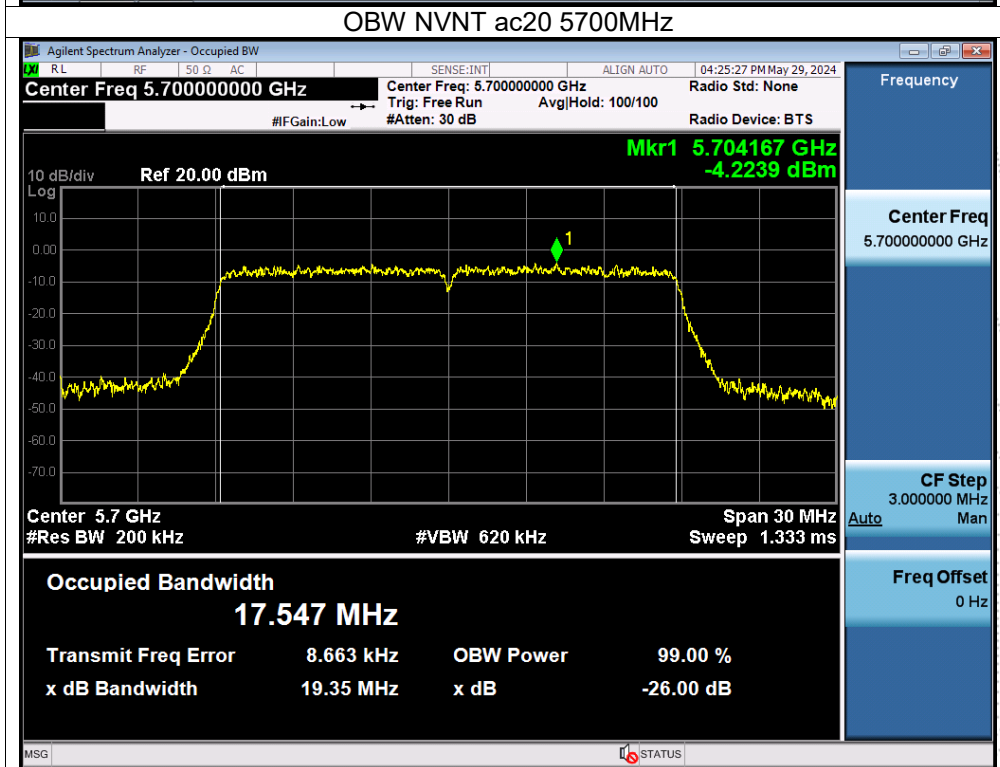 OBW NVNT ac20 5700MHz
Agilent Spectrum Analyzer - Occupied BW
LXI RL RF 50 Ω AC SENSE:INT ALIGN AUTO 04:25:27 PM May 29, 2024
Center Freq 5.700000000 GHz
Center Freq: 5.700000000 GHz Radio Std: None
Trig: Free Run Avg|Hold: 100/100
#IFGain:Low #Atten: 30 dB Radio Device: BTS
Frequency
Mkr1 5.704167 GHz
-4.2239 dBm
10 dB/div Ref 20.00 dBm
Log
10.0
0.00
-10.0
-20.0
-30.0
-40.0
-50.0
-60.0
-70.0
1
Center 5.7 GHz Span 30 MHz
#Res BW 200 kHz #VBW 620 kHz Sweep 1.333 ms
Center Freq
5.700000000 GHz
CF Step
3.000000 MHz
Auto Man
Freq Offset
0 Hz
Occupied Bandwidth
17.547 MHz
Transmit Freq Error 8.663 kHz OBW Power 99.00 %
x dB Bandwidth 19.35 MHz x dB -26.00 dB
MSG STATUS